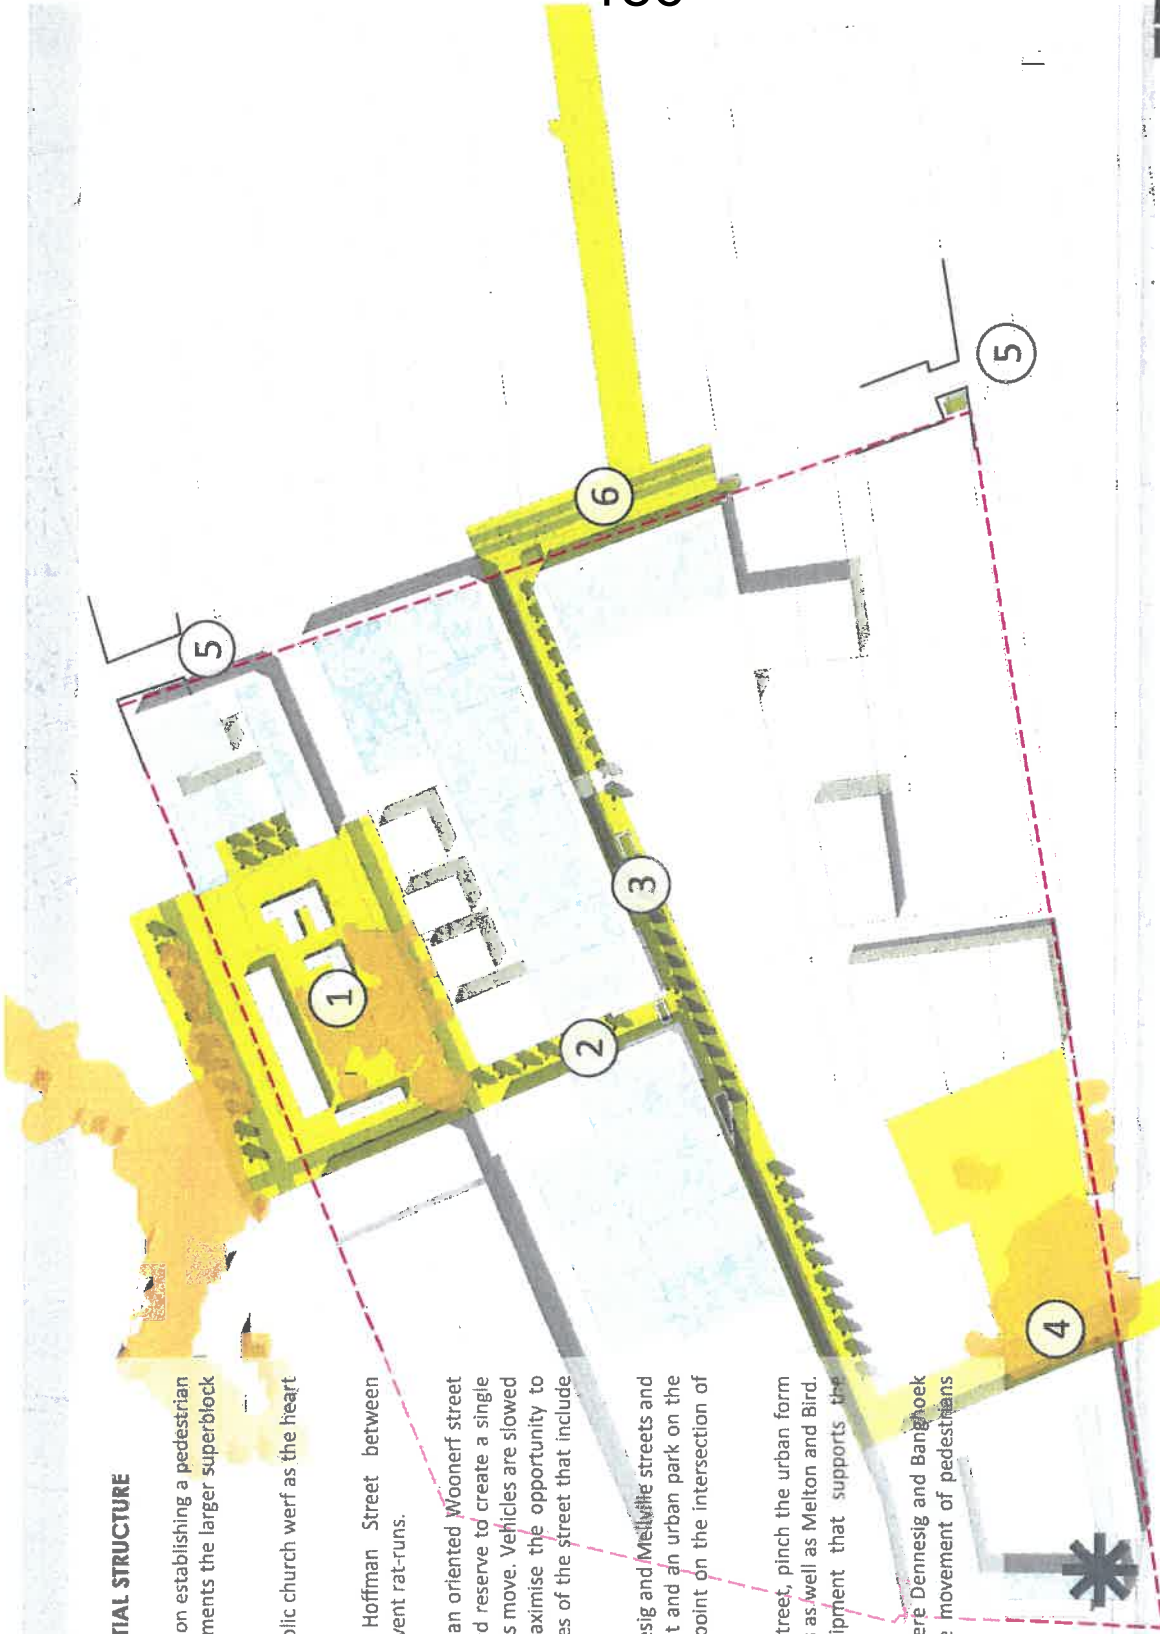 TIAL STRUCTURE
on establishing a pedestrian
ments the larger superblock
blic church werf as the heart
Hoffman Street between
vent rat-runs.
an oriented Woonerf street
d reserve to create a single
s move. Vehicles are slowed
aximise the opportunity to
es of the street that include
esig and Mellville streets and
t and an urban park on the
point on the intersection of
treet, pinch the urban form
s as well as Melton and Bird.
ipment that supports the
ere Dennesig and Banghoek
e movement of pedestrians
1
2
3
4
5
5
6